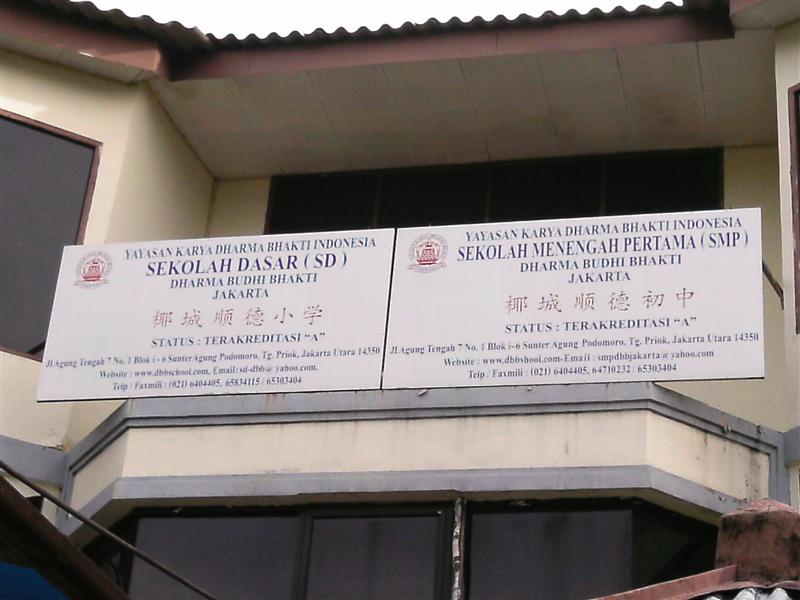 YAYASAN KARYA DHARMA BHAKTI INDONESIA
SEKOLAH DASAR ( SD )
DHARMA BUDHI BHAKTI
JAKARTA
椰城顺德小学
STATUS : TERAKREDITASI “A”
Jl.Agung Tengah 7 No. 1 Blok i - 6 Sunter Agung Podomoro, Tg. Priok, Jakarta Utara 14350
Website : www.dbbschool.com, Email: sd-dbb@yahoo.com.
Telp / Faxmili : (021) 6404405, 65834115 / 65303404
YAYASAN KARYA DHARMA BHAKTI INDONESIA
SEKOLAH MENENGAH PERTAMA ( SMP )
DHARMA BUDHI BHAKTI
JAKARTA
椰城顺德初中
STATUS : TERAKREDITASI “A”
Jl.Agung Tengah 7 No. 1 Blok i - 6 Sunter Agung Podomoro, Tg. Priok, Jakarta Utara 14350
Website : www.dbbshool.com - Email : smpdbbjakarta@yahoo.com
Telp / Faxmili : (021) 6404405, 64710232 / 65303404